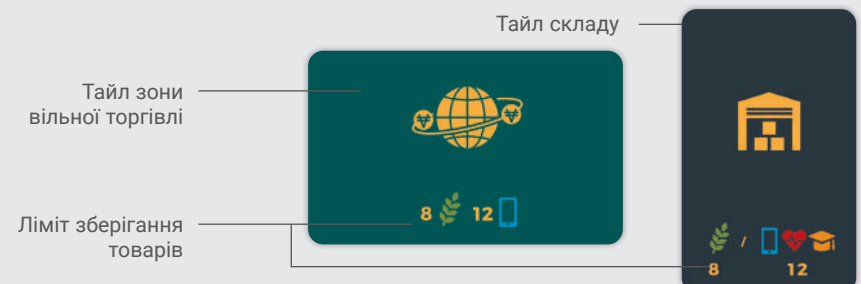 Тайл складу
Тайл зони
вільної торгівлі
Ліміт зберігання
товарів
8 12
/
8 12